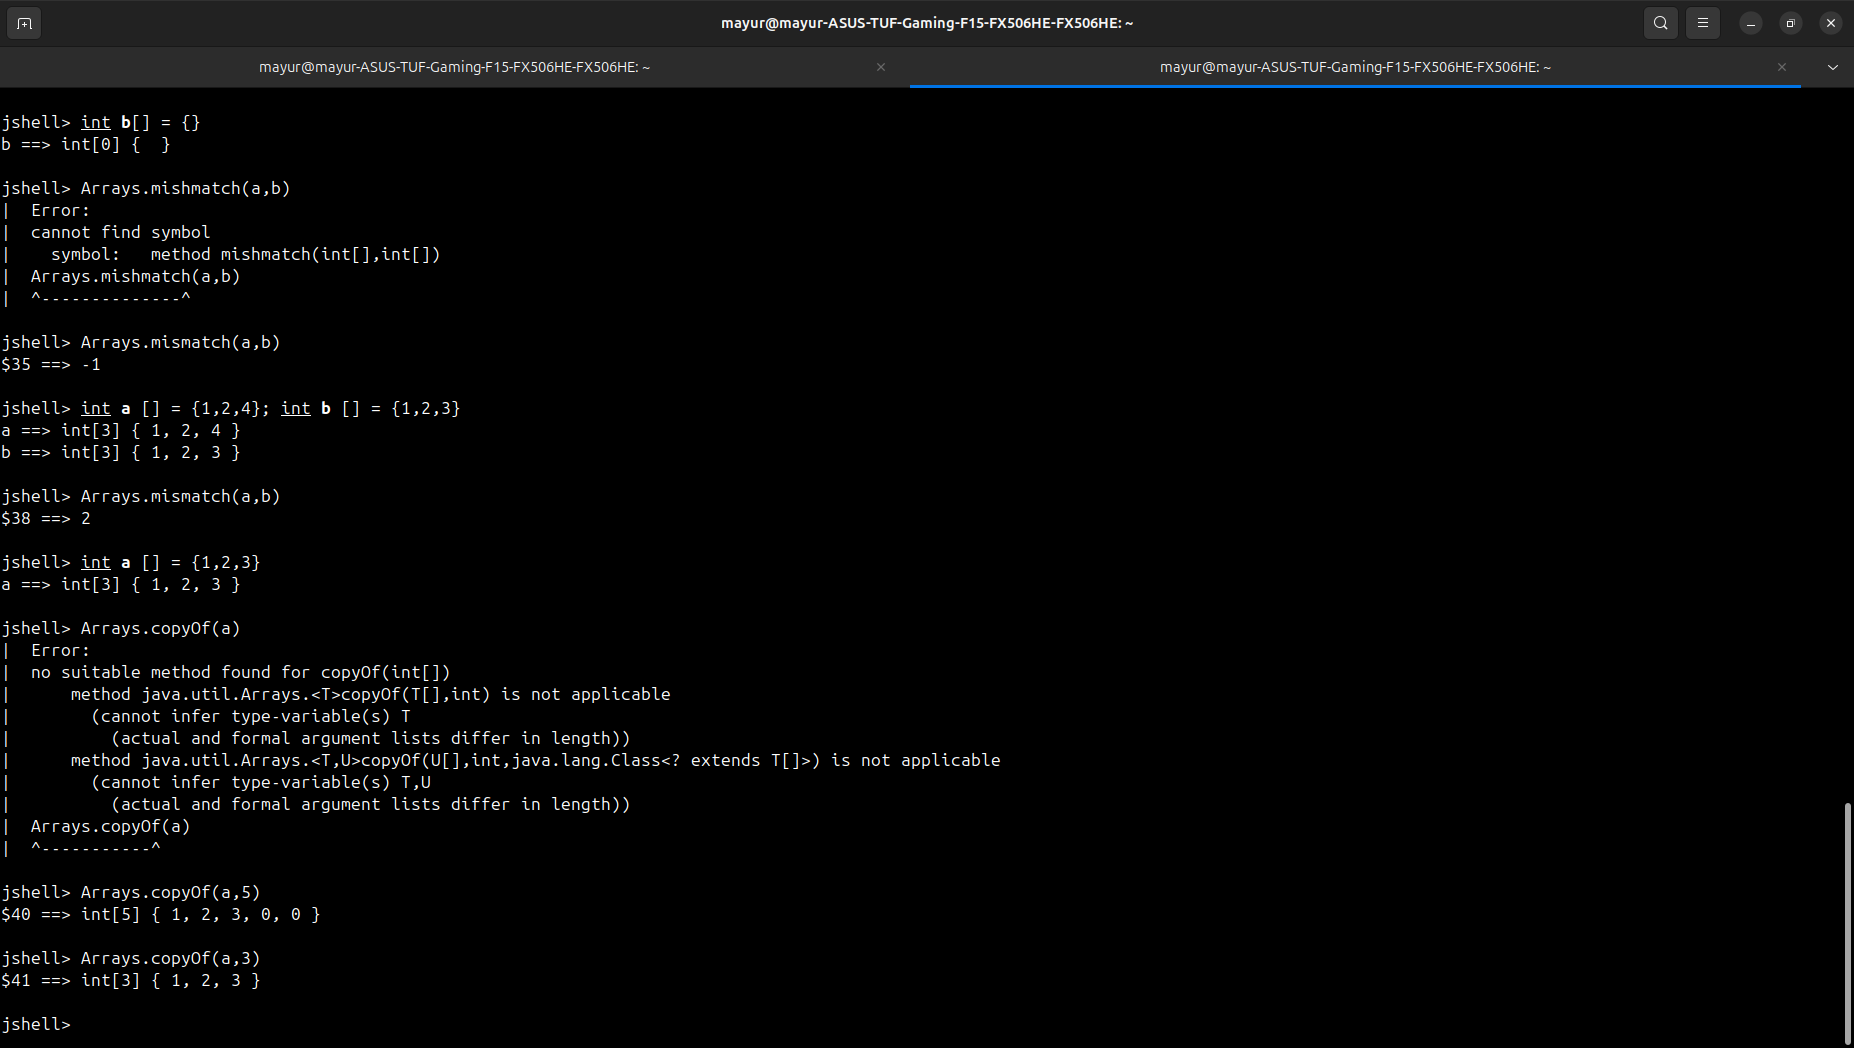 mayur@mayur-ASUS-TUF-Gaming-F15-FX506HE-FX506HE: ~
mayur@mayur-ASUS-TUF-Gaming-F15-FX506HE-FX506HE: ~
mayur@mayur-ASUS-TUF-Gaming-F15-FX506HE-FX506HE: ~
jshell> int b[] = {}
b ==> int[0] {  }
jshell> Arrays.mishmatch(a,b)
|  Error:
|  cannot find symbol
|    symbol:   method mishmatch(int[],int[])
|  Arrays.mishmatch(a,b)
|  ^--------------^
jshell> Arrays.mismatch(a,b)
$35 ==> -1
jshell> int a [] = {1,2,4}; int b [] = {1,2,3}
a ==> int[3] { 1, 2, 4 }
b ==> int[3] { 1, 2, 3 }
jshell> Arrays.mismatch(a,b)
$38 ==> 2
jshell> int a [] = {1,2,3}
a ==> int[3] { 1, 2, 3 }
jshell> Arrays.copyOf(a)
|  Error:
|  no suitable method found for copyOf(int[])
|      method java.util.Arrays.<T>copyOf(T[],int) is not applicable
|        (cannot infer type-variable(s) T
|          (actual and formal argument lists differ in length))
|      method java.util.Arrays.<T,U>copyOf(U[],int,java.lang.Class<? extends T[]>) is not applicable
|        (cannot infer type-variable(s) T,U
|          (actual and formal argument lists differ in length))
|  Arrays.copyOf(a)
|  ^-----------^
jshell> Arrays.copyOf(a,5)
$40 ==> int[5] { 1, 2, 3, 0, 0 }
jshell> Arrays.copyOf(a,3)
$41 ==> int[3] { 1, 2, 3 }
jshell>